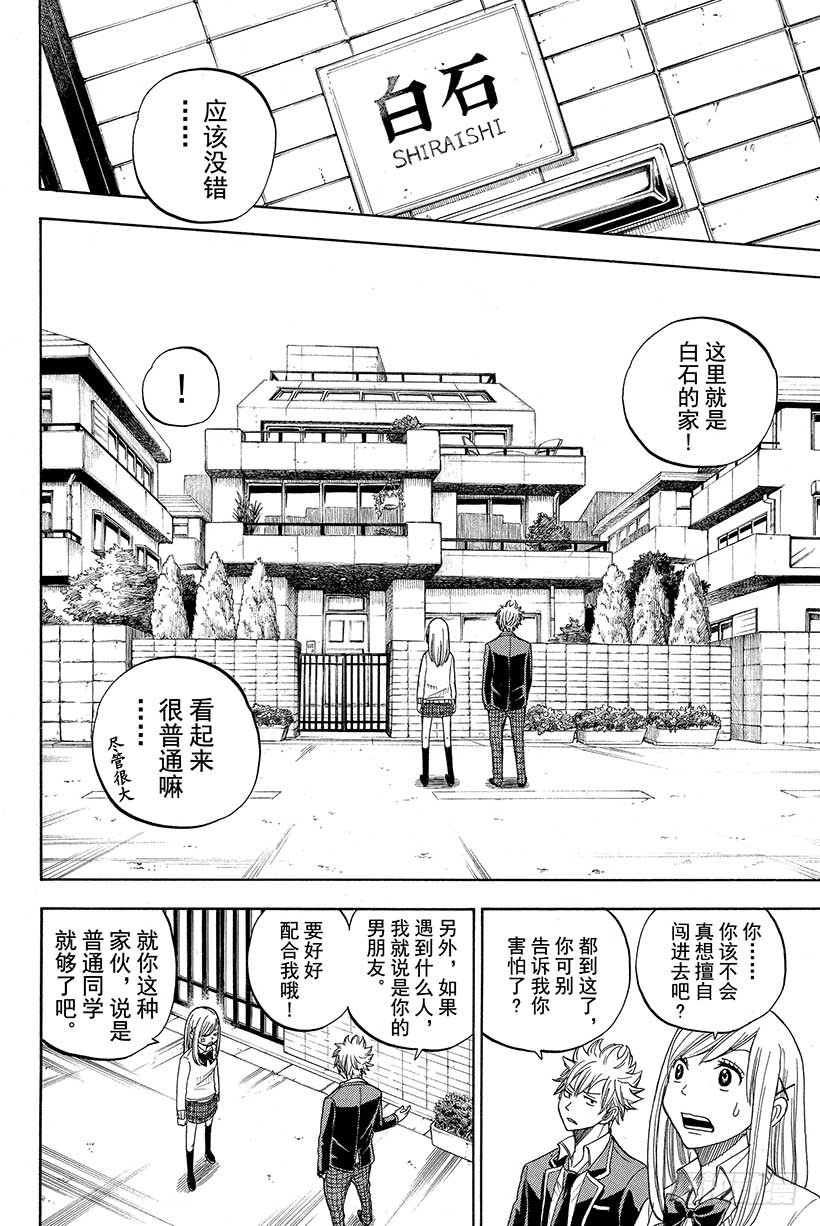 白石
SHIRAISHI
应该没错
……
这里就是
白石的家！
！
看起来
很普通嘛
……
尽管很大
你……
你该不会
真想擅自
闯进去吧？
都到这了，
你可别
告诉我你
害怕了？
另外，如果
遇到什么人，
我就说是你的
男朋友。
要好好
配合我哦！
就你这种
家伙，说是
普通同学
就够了吧。